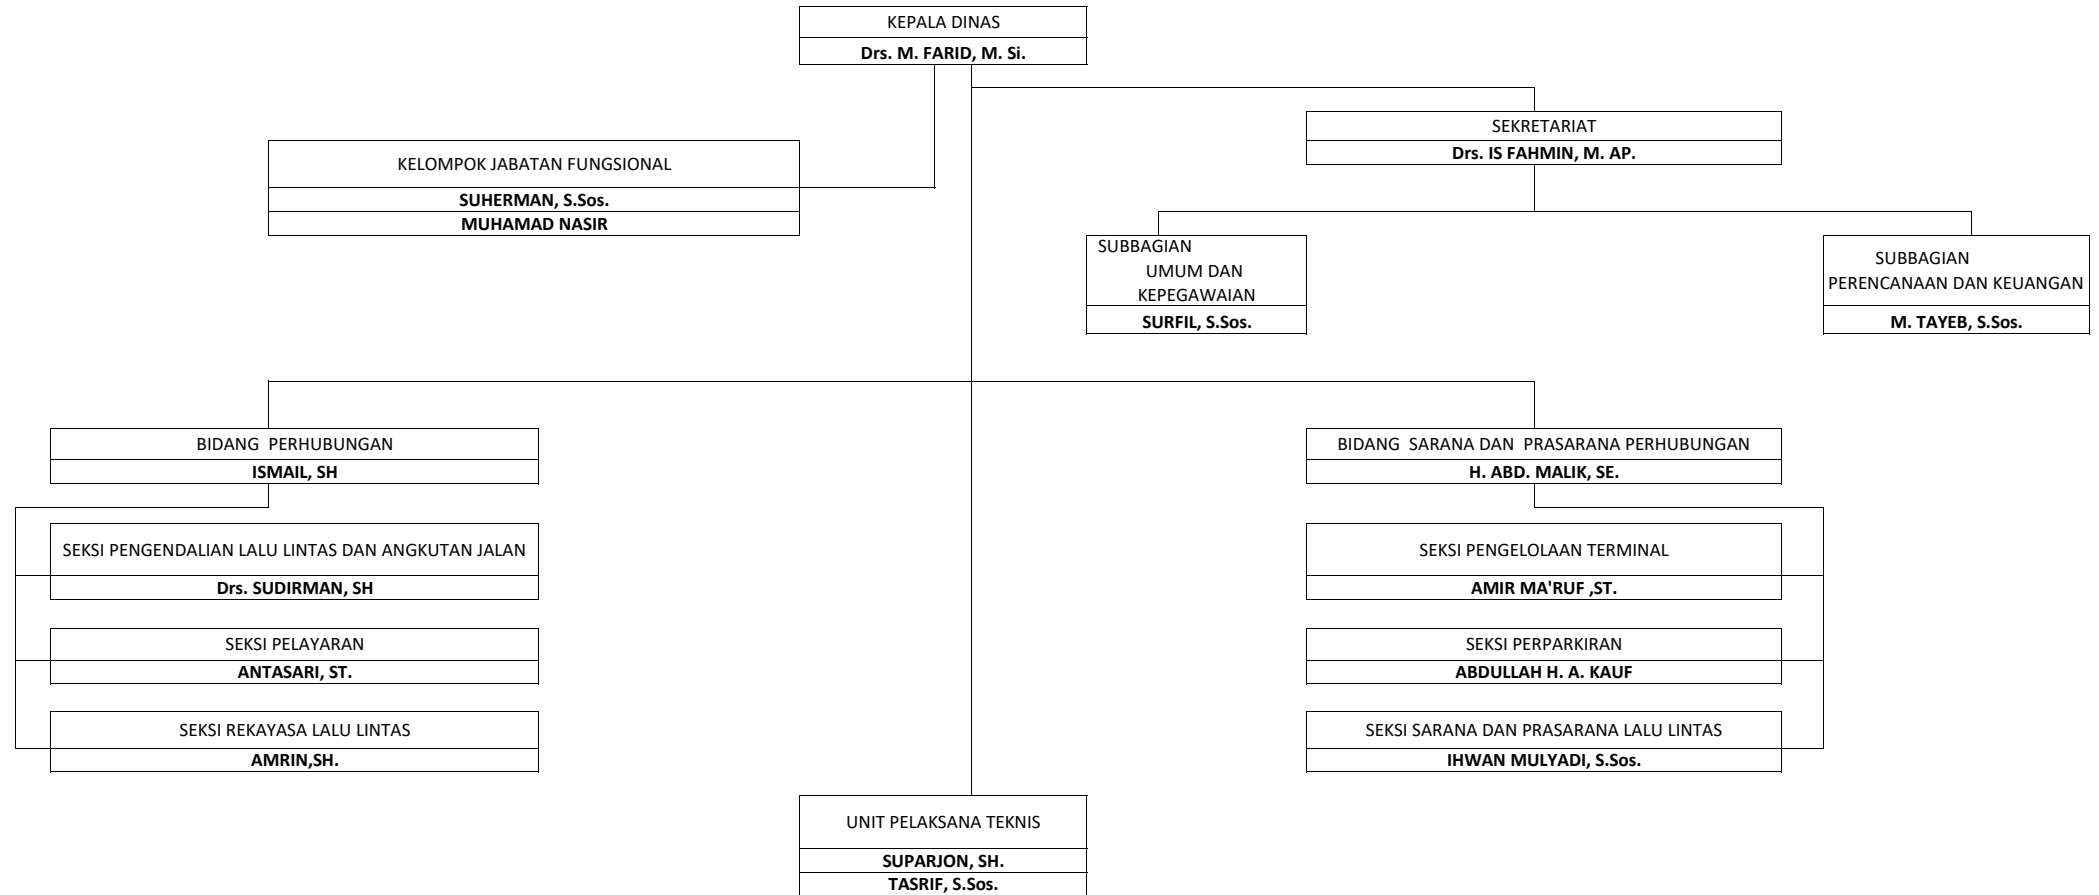 KEPALA DINAS
Drs. M. FARID, M. Si.
SEKRETARIAT
Drs. IS FAHMIN, M. AP.
KELOMPOK JABATAN FUNGSIONAL
SUHERMAN, S.Sos.
MUHAMAD NASIR
SUBBAGIAN
UMUM DAN
KEPEGAWAIAN
SURFIL, S.Sos.
SUBBAGIAN
PERENCANAAN DAN KEUANGAN
M. TAYEB, S.Sos.
BIDANG  PERHUBUNGAN
ISMAIL, SH
SEKSI PENGENDALIAN LALU LINTAS DAN ANGKUTAN JALAN
Drs. SUDIRMAN, SH
SEKSI PELAYARAN
ANTASARI, ST.
SEKSI REKAYASA LALU LINTAS
AMRIN,SH.
BIDANG  SARANA DAN  PRASARANA PERHUBUNGAN
H. ABD. MALIK, SE.
SEKSI PENGELOLAAN TERMINAL
AMIR MA'RUF ,ST.
SEKSI PERPARKIRAN
ABDULLAH H. A. KAUF
SEKSI SARANA DAN PRASARANA LALU LINTAS
IHWAN MULYADI, S.Sos.
UNIT PELAKSANA TEKNIS
SUPARJON, SH.
TASRIF, S.Sos.